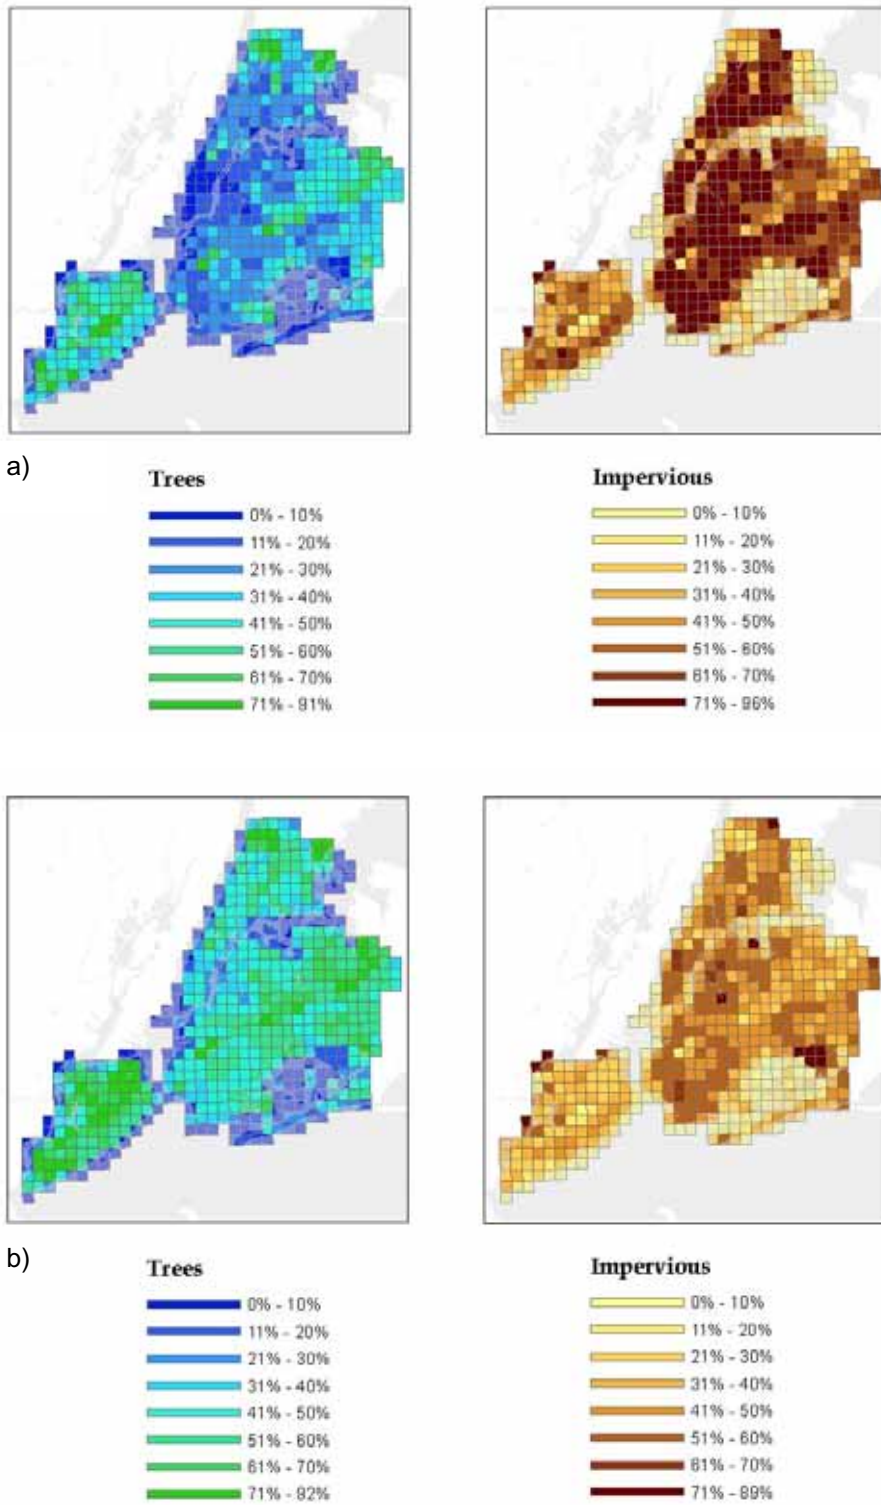 a)
Trees
0% - 10%
11% - 20%
21% - 30%
31% - 40%
41% - 50%
51% - 60%
61% - 70%
71% - 91%
Impervious
0% - 10%
11% - 20%
21% - 30%
31% - 40%
41% - 50%
51% - 60%
61% - 70%
71% - 96%
b)
Trees
0% - 10%
11% - 20%
21% - 30%
31% - 40%
41% - 50%
51% - 60%
61% - 70%
71% - 92%
Impervious
0% - 10%
11% - 20%
21% - 30%
31% - 40%
41% - 50%
51% - 60%
61% - 70%
71% - 89%